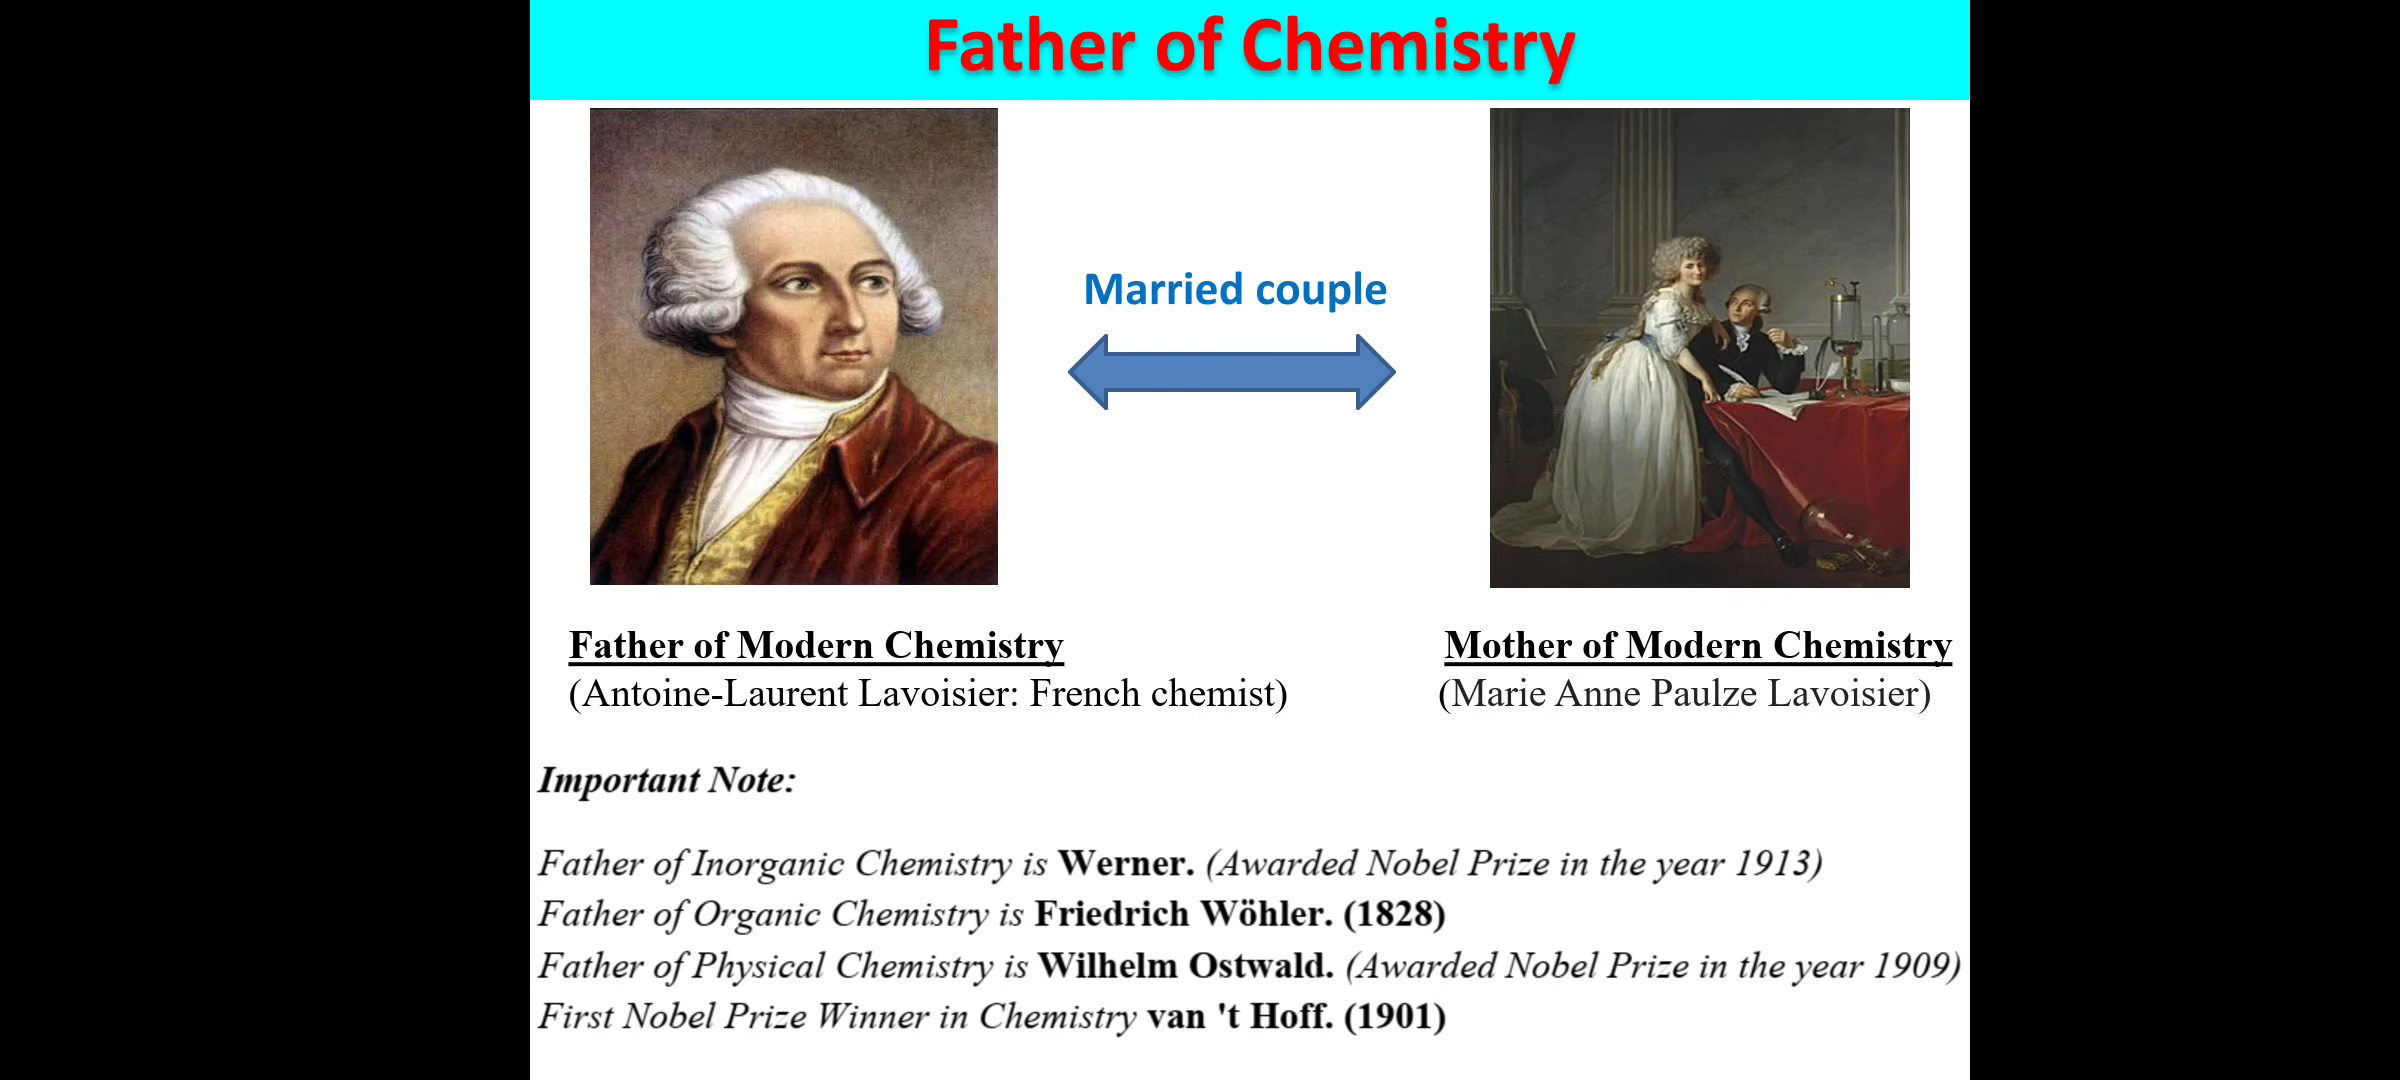 Father of Chemistry
Married couple
Father of Modern Chemistry
(Antoine-Laurent Lavoisier: French chemist)
Mother of Modern Chemistry
(Marie Anne Paulze Lavoisier)
Important Note:
Father of Inorganic Chemistry is Werner. (Awarded Nobel Prize in the year 1913)
Father of Organic Chemistry is Friedrich Wöhler. (1828)
Father of Physical Chemistry is Wilhelm Ostwald. (Awarded Nobel Prize in the year 1909)
First Nobel Prize Winner in Chemistry van 't Hoff. (1901)